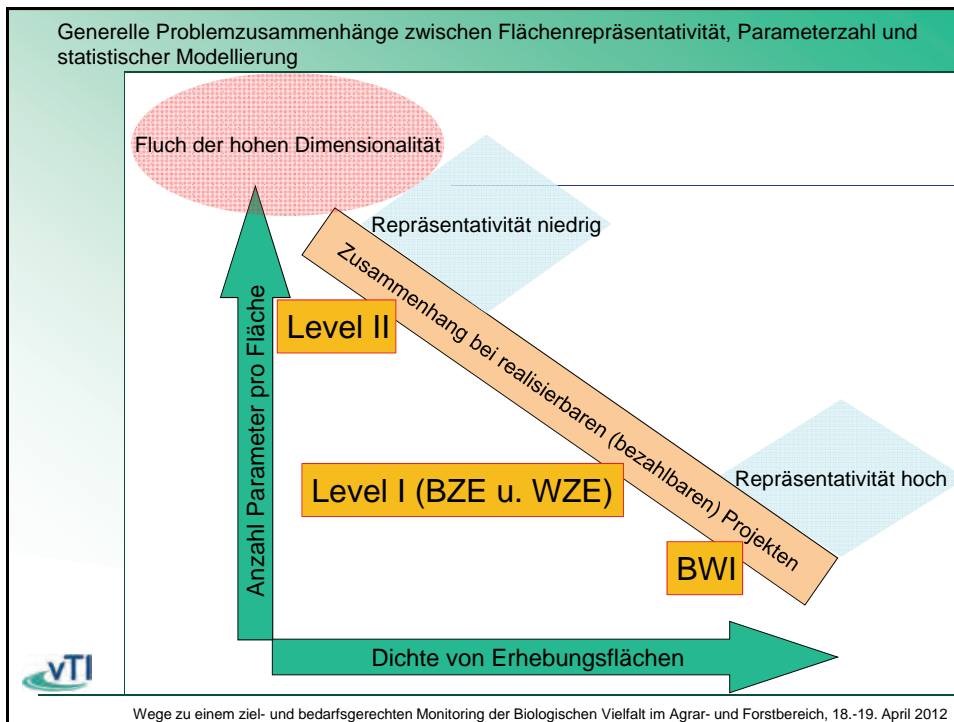 Generelle Problemzusammenhänge zwischen Flächenrepräsentativität, Parameterzahl und
statistischer Modellierung
Fluch der hohen Dimensionalität
Repräsentativität niedrig
Zusammenhang bei realisierbaren (bezahlbaren) Projekten
Anzahl Parameter pro Fläche
Level II
Level I (BZE u. WZE)
Repräsentativität hoch
BWI
Dichte von Erhebungsflächen
vTI
Wege zu einem ziel- und bedarfsgerechten Monitoring der Biologischen Vielfalt im Agrar- und Forstbereich, 18.-19. April 2012